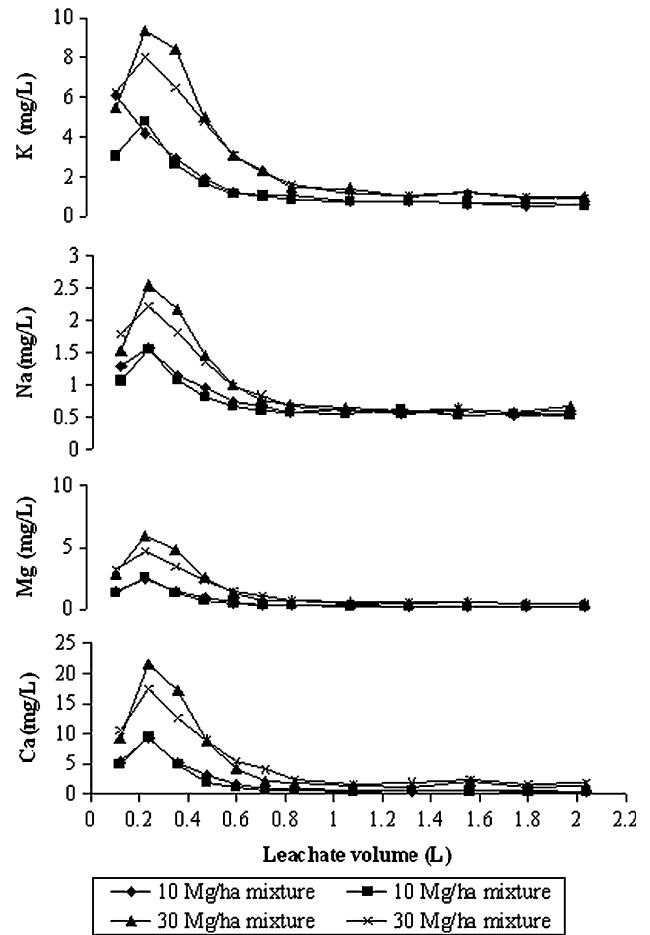 10
8
6
4
2
0
K (mg/L)
3
2.5
2
1.5
1
0.5
0
Na(mg/L)
10
5
0
Mg (mg/L)
25
20
15
10
5
0
Ca(mg/L)
0 0.2 0.4 0.6 0.8 1 1.2 1.4 1.6 1.8 2 2.2
Leachate volume (L)
10 Mg/ha mixture 10 Mg/ha mixture
30 Mg/ha mixture 30 Mg/ha mixture